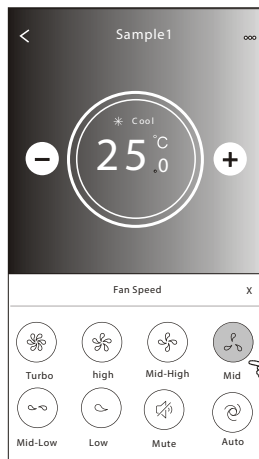 Sample1
Cool
25.0°C
Fan Speed X
Turbo high Mid-High Mid
Mid-Low Low Mute Auto